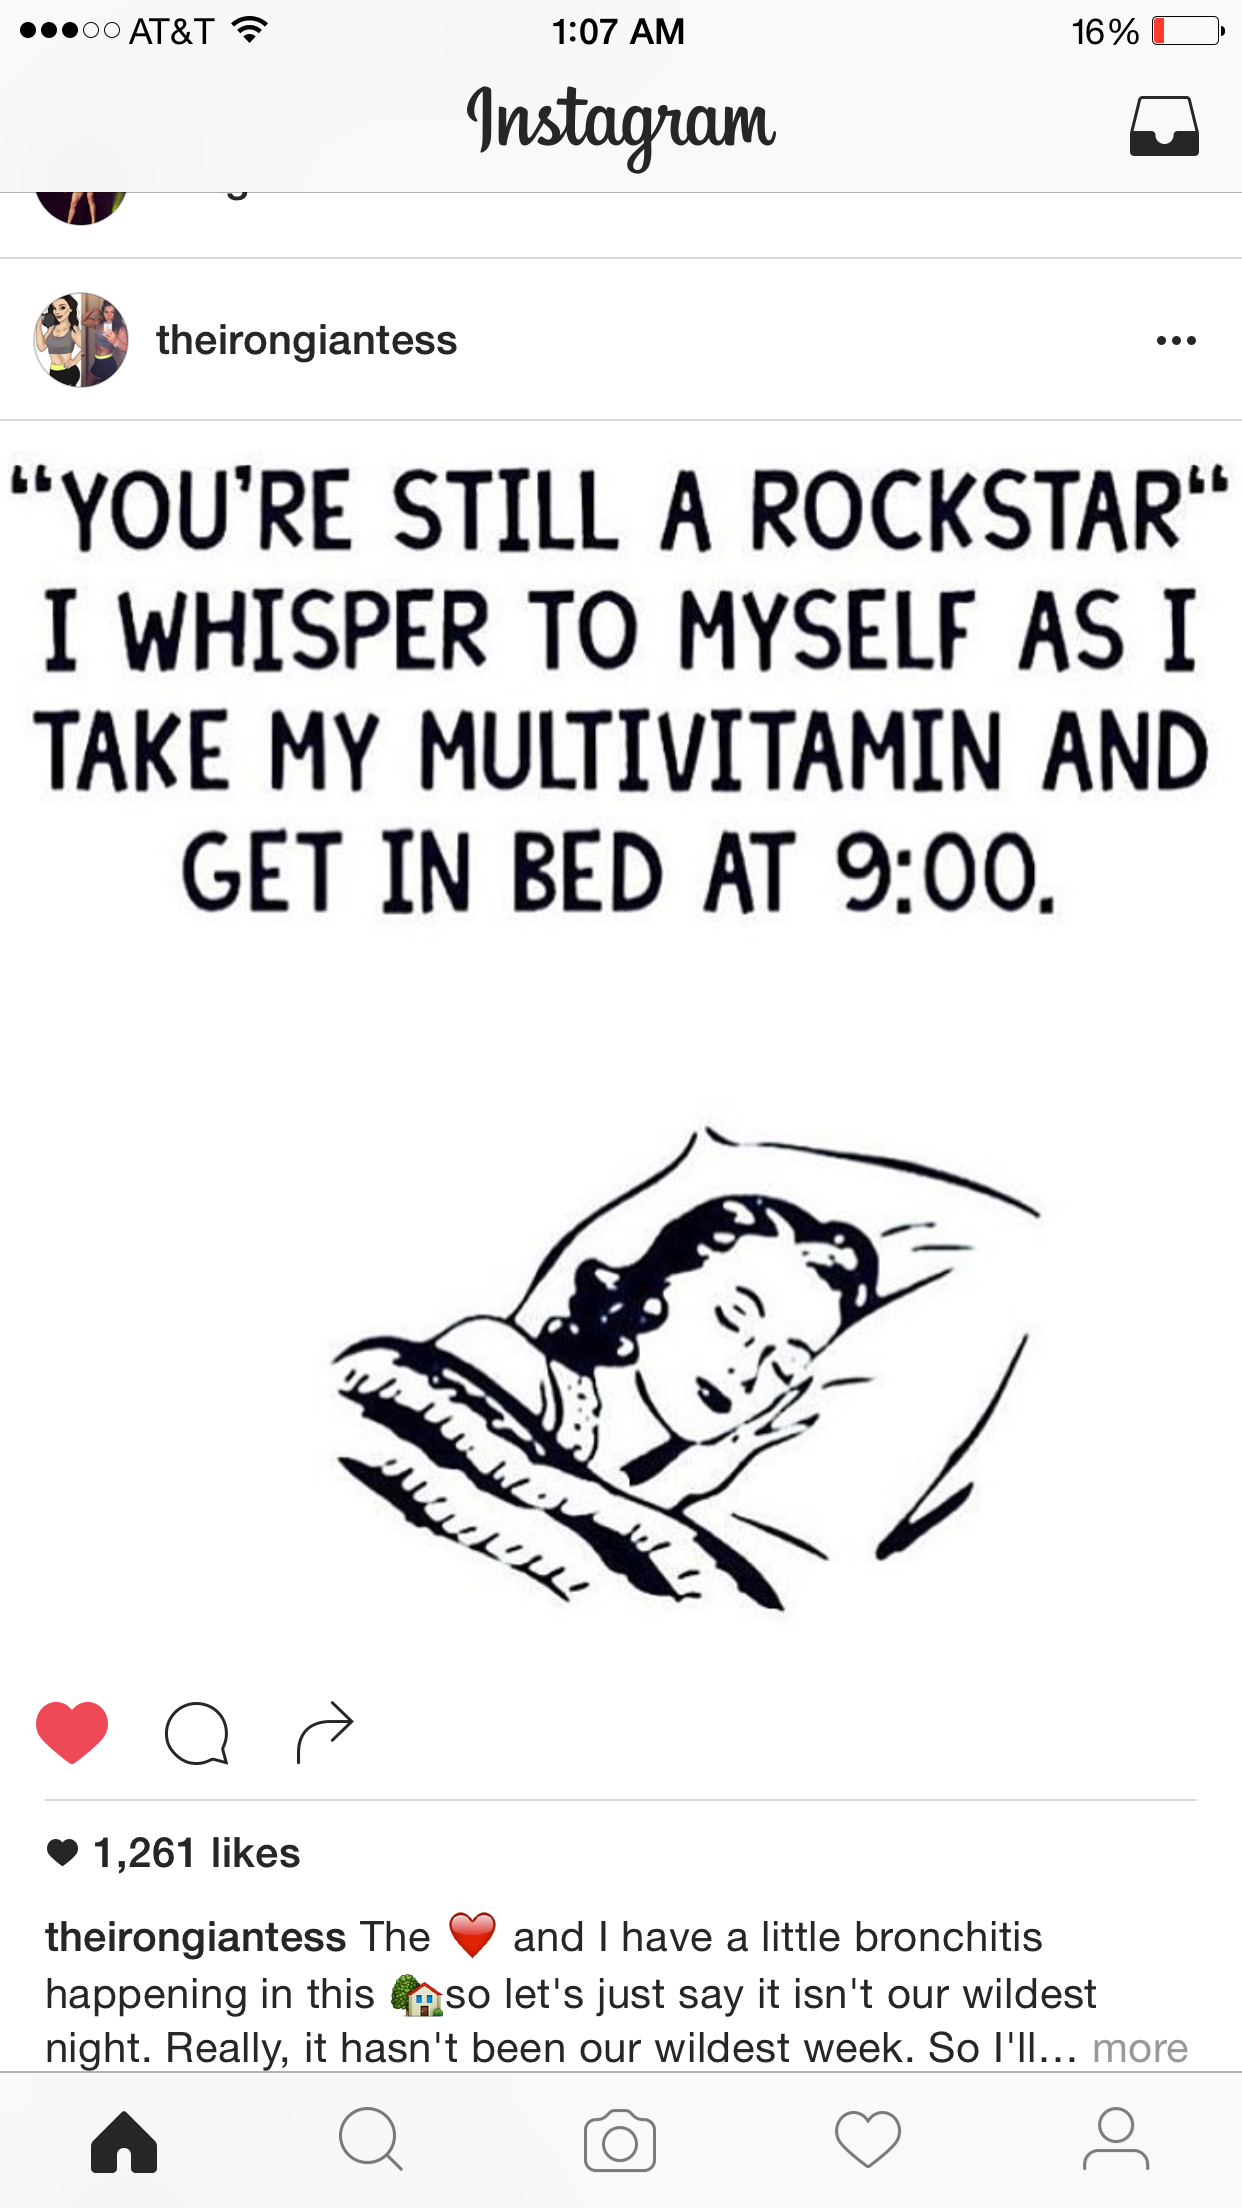 AT&T 1:07 AM 16%
Instagram
theirongiantess
“YOU'RE STILL A ROCKSTAR“
I WHISPER TO MYSELF AS I
TAKE MY MULTIVITAMIN AND
GET IN BED AT 9:00.
1,261 likes
theirongiantess The ❤️ and I have a little bronchitis
happening in this 🏡so let's just say it isn't our wildest
night. Really, it hasn't been our wildest week. So I'll... more